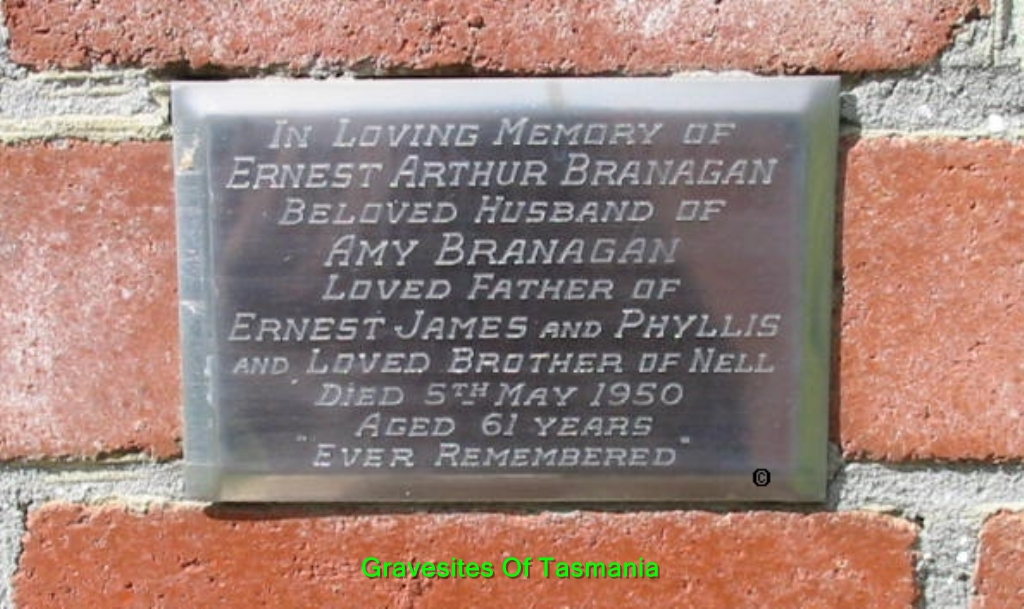 In Loving Memory of
Ernest Arthur Branagan
Beloved Husband of
Amy Branagan
Loved Father of
Ernest James and Phyllis
and Loved Brother of Nell
Died 5th May 1950
Aged 61 years
"Ever Remembered"
©
Gravesites Of Tasmania